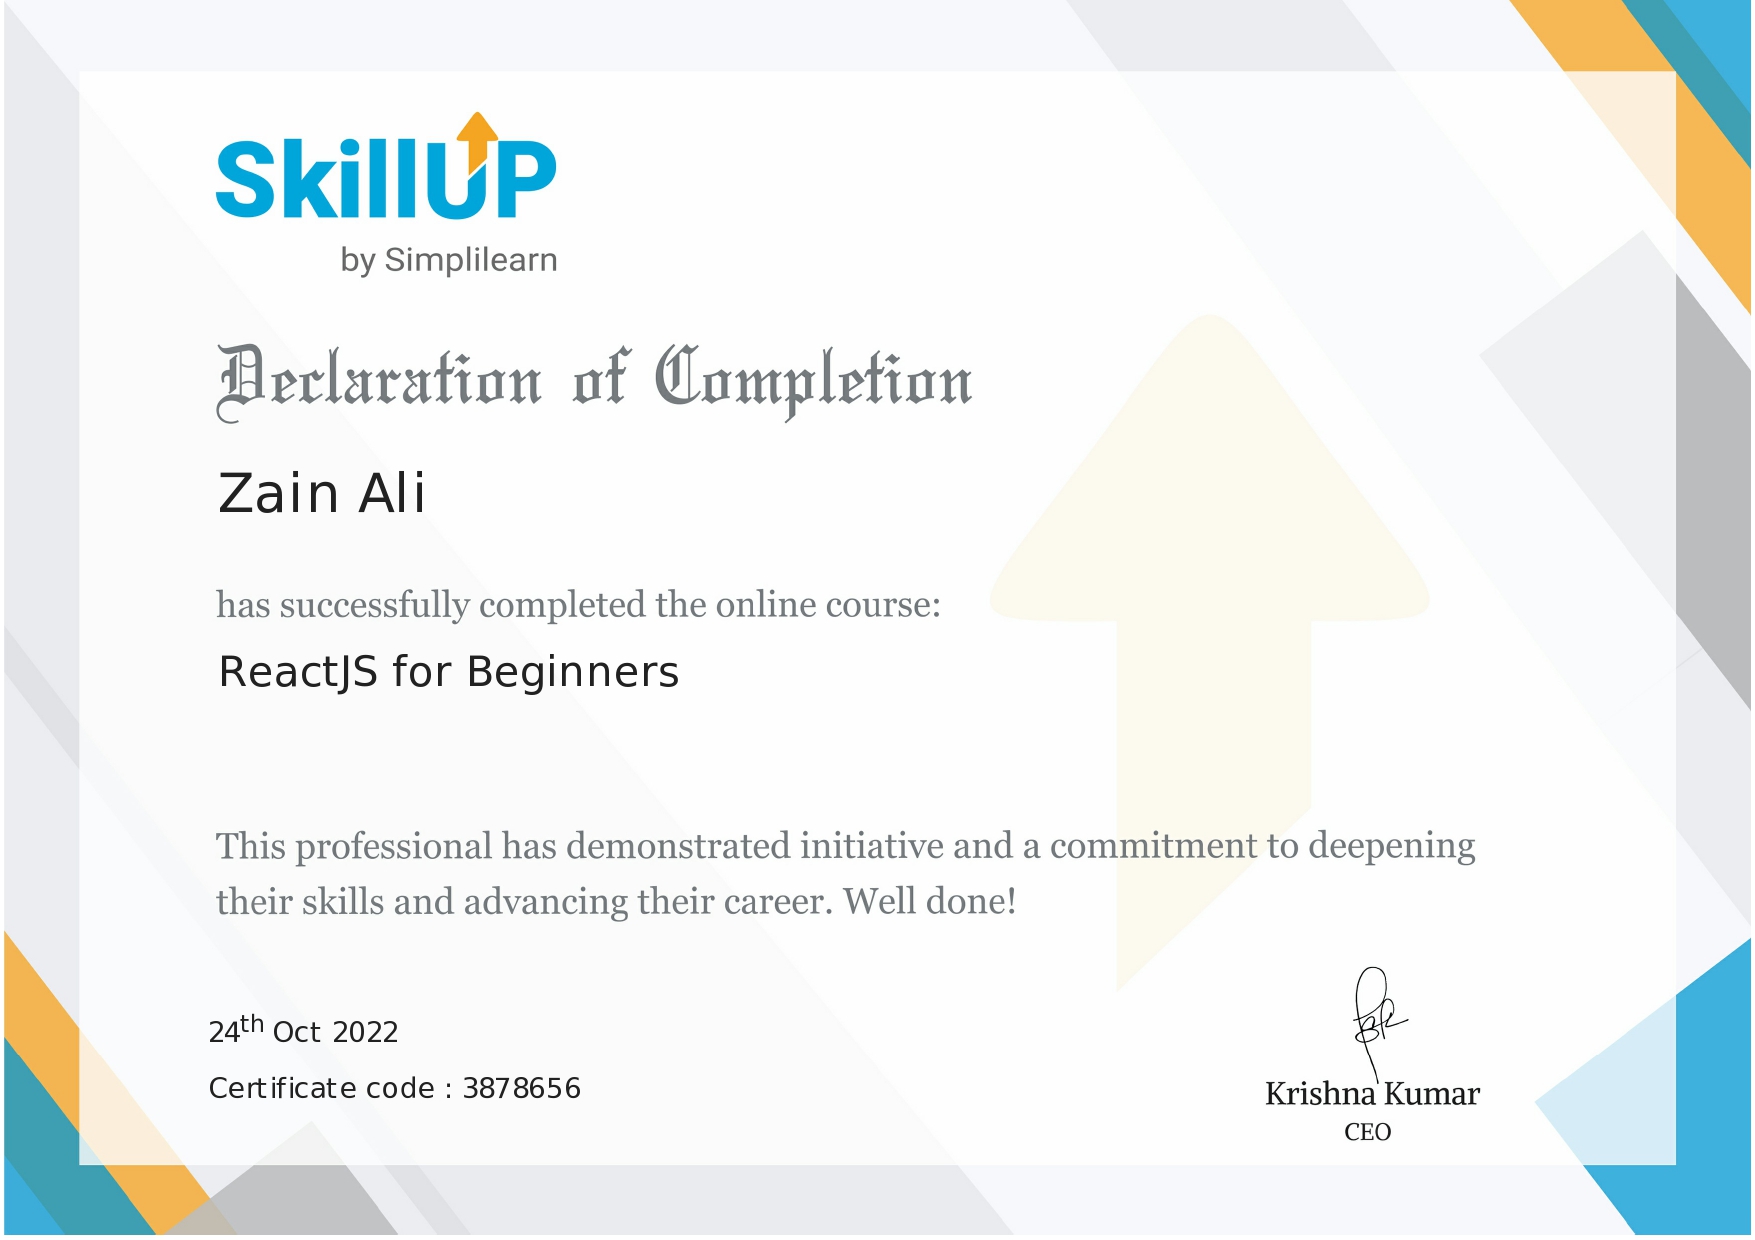 SkillUP
by Simplilearn
Declaration of Completion
Zain Ali
has successfully completed the online course:
ReactJS for Beginners
This professional has demonstrated initiative and a commitment to deepening
their skills and advancing their career. Well done!
24th Oct 2022
Certificate code : 3878656
Krishna Kumar
CEO